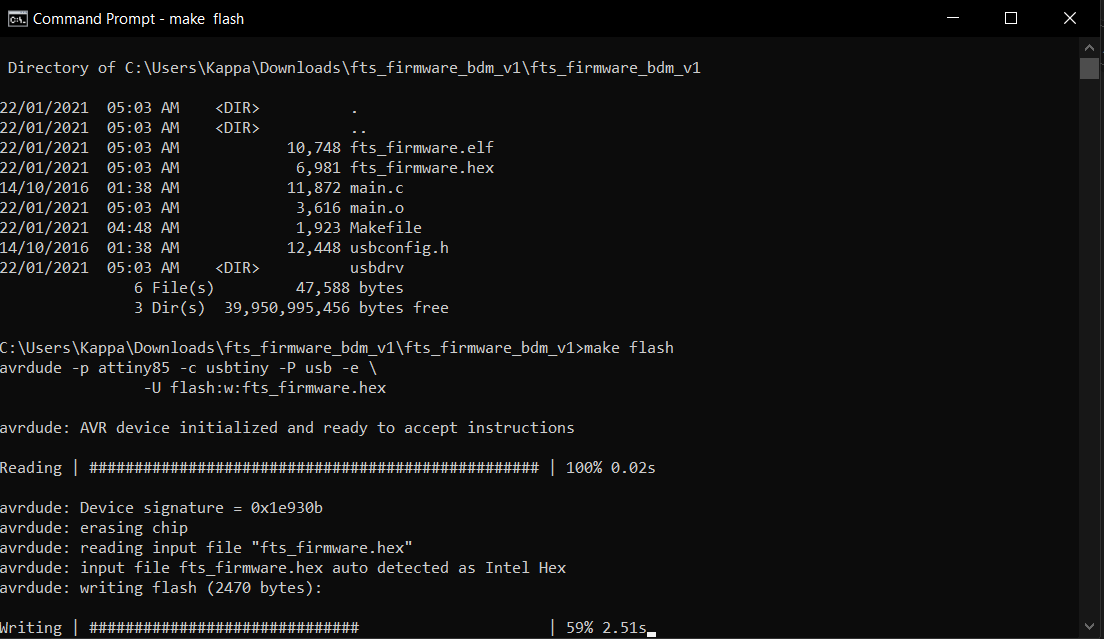 Command Prompt - make  flash
 Directory of C:\Users\Kappa\Downloads\fts_firmware_bdm_v1\fts_firmware_bdm_v1
22/01/2021  05:03 AM    <DIR>          .
22/01/2021  05:03 AM    <DIR>          ..
22/01/2021  05:03 AM            10,748 fts_firmware.elf
22/01/2021  05:03 AM             6,981 fts_firmware.hex
14/10/2016  01:38 AM            11,872 main.c
22/01/2021  05:03 AM             3,616 main.o
22/01/2021  04:48 AM             1,923 Makefile
14/10/2016  01:38 AM            12,448 usbconfig.h
22/01/2021  05:03 AM    <DIR>          usbdrv
               6 File(s)         47,588 bytes
               3 Dir(s)  39,950,995,456 bytes free
C:\Users\Kappa\Downloads\fts_firmware_bdm_v1\fts_firmware_bdm_v1>make flash
avrdude -p attiny85 -c usbtiny -P usb -e \
                -U flash:w:fts_firmware.hex
avrdude: AVR device initialized and ready to accept instructions
Reading | ################################################## | 100% 0.02s
avrdude: Device signature = 0x1e930b
avrdude: erasing chip
avrdude: reading input file "fts_firmware.hex"
avrdude: input file fts_firmware.hex auto detected as Intel Hex
avrdude: writing flash (2470 bytes):
Writing | ##############################                     | 59% 2.51s